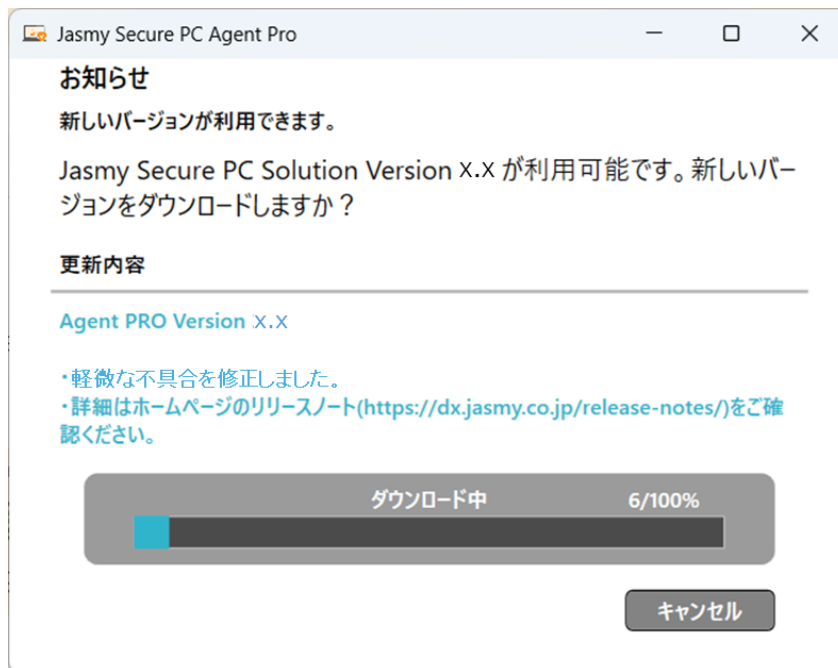 Jasmy Secure PC Agent Pro
お知らせ
新しいバージョンが利用できます。
Jasmy Secure PC Solution Version X.X が利用可能です。新しいバー
ジョンをダウンロードしますか？
更新内容
Agent PRO Version X.X
・軽微な不具合を修正しました。
・詳細はホームページのリリースノート(https://dx.jasmy.co.jp/release-notes/)をご確
認ください。
ダウンロード中 6/100%
キャンセル